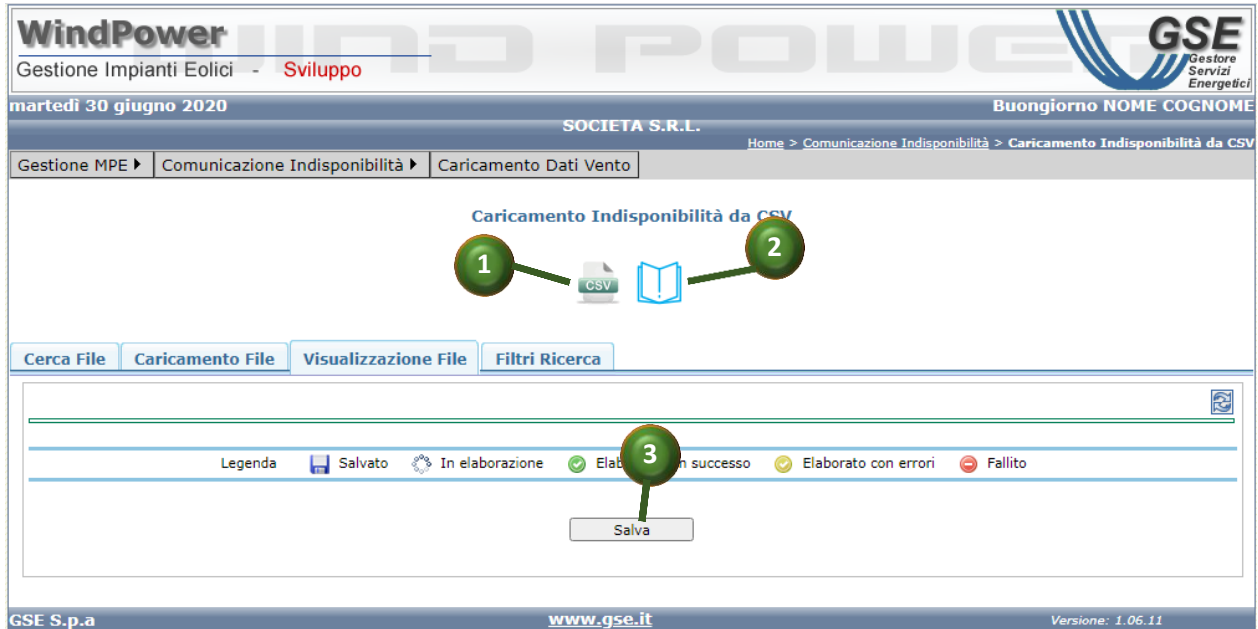 WindPower
WIND POWER
Gestione Impianti Eolici - Sviluppo
GSE
Gestore
Servizi
Energetici
martedì 30 giugno 2020
Buongiorno NOME COGNOME
SOCIETA S.R.L.
Home > Comunicazione Indisponibilità > Caricamento Indisponibilità da CSV
Gestione MPE Comunicazione Indisponibilità Caricamento Dati Vento
Caricamento Indisponibilità da CSV
1
2
CSV
Cerca File Caricamento File Visualizzazione File Filtri Ricerca
Legenda Salvato In elaborazione successo Elaborato con errori Fallito
3
Salva
GSE S.p.a www.gse.it Versione: 1.06.11